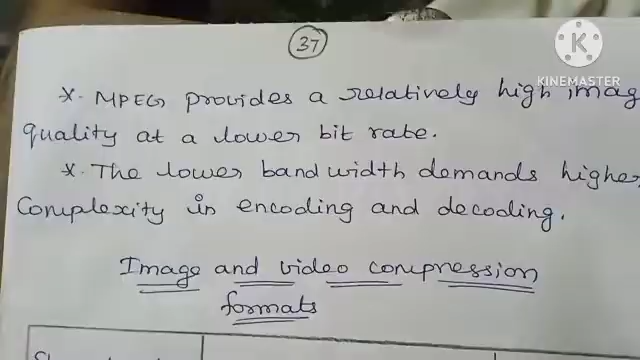 37
KINEMASTER
*. MPEG provides a relatively high imag
quality at a lower bit rate.
*. The lower bandwidth demands higher
complexity in encoding and decoding.
Image and video compression
formats